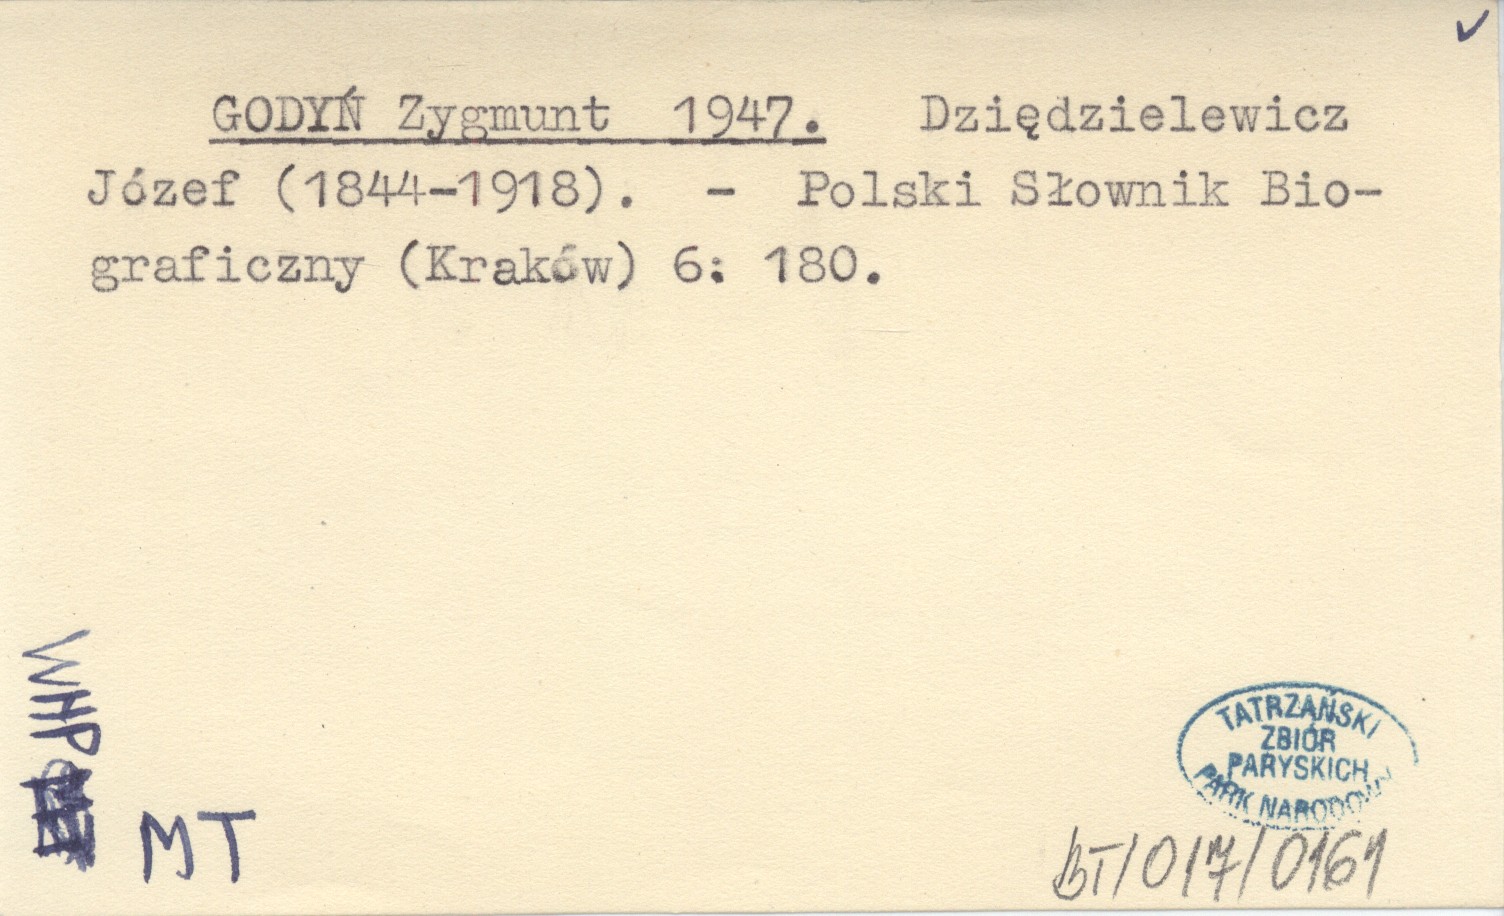 ✓
GODYŃ Zygmunt 1947. Dziędzielewicz
Józef (1844-1918). - Polski Słownik Bio-
graficzny (Kraków) 6: 180.
WHP
MT
TATRZAŃSKI
ZBIÓR
PARYSKICH
PARK NARODOWY
BT/017/0161